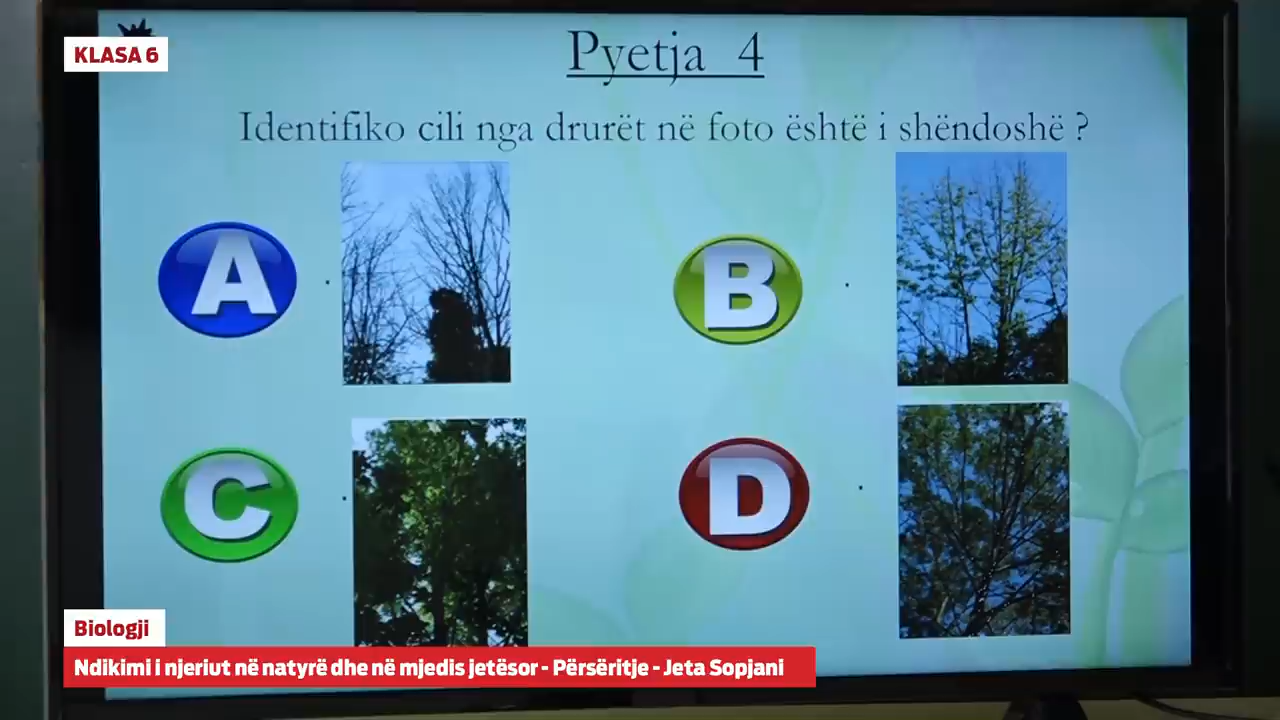 KLASA 6
Pyetja 4
Identifiko cili nga drurët në foto është i shëndoshë ?
A
B
C
D
Biologji
Ndikimi i njeriut në natyrë dhe në mjedis jetësor - Përsëritje - Jeta Sopjani